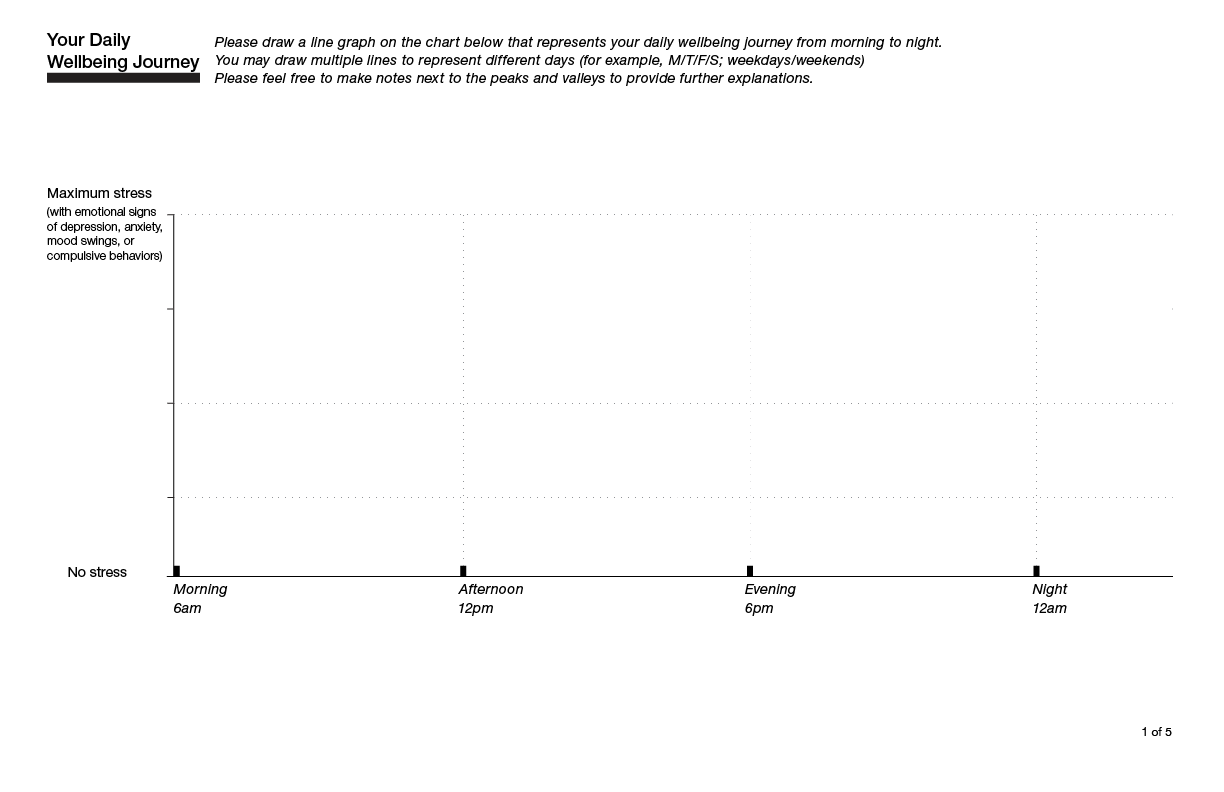 Your Daily
Wellbeing Journey
Please draw a line graph on the chart below that represents your daily wellbeing journey from morning to night.
You may draw multiple lines to represent different days (for example, M/T/F/S; weekdays/weekends)
Please feel free to make notes next to the peaks and valleys to provide further explanations.
Maximum stress
(with emotional signs
of depression, anxiety,
mood swings, or
compulsive behaviors)
No stress
Morning
6am
Afternoon
12pm
Evening
6pm
Night
12am
1 of 5